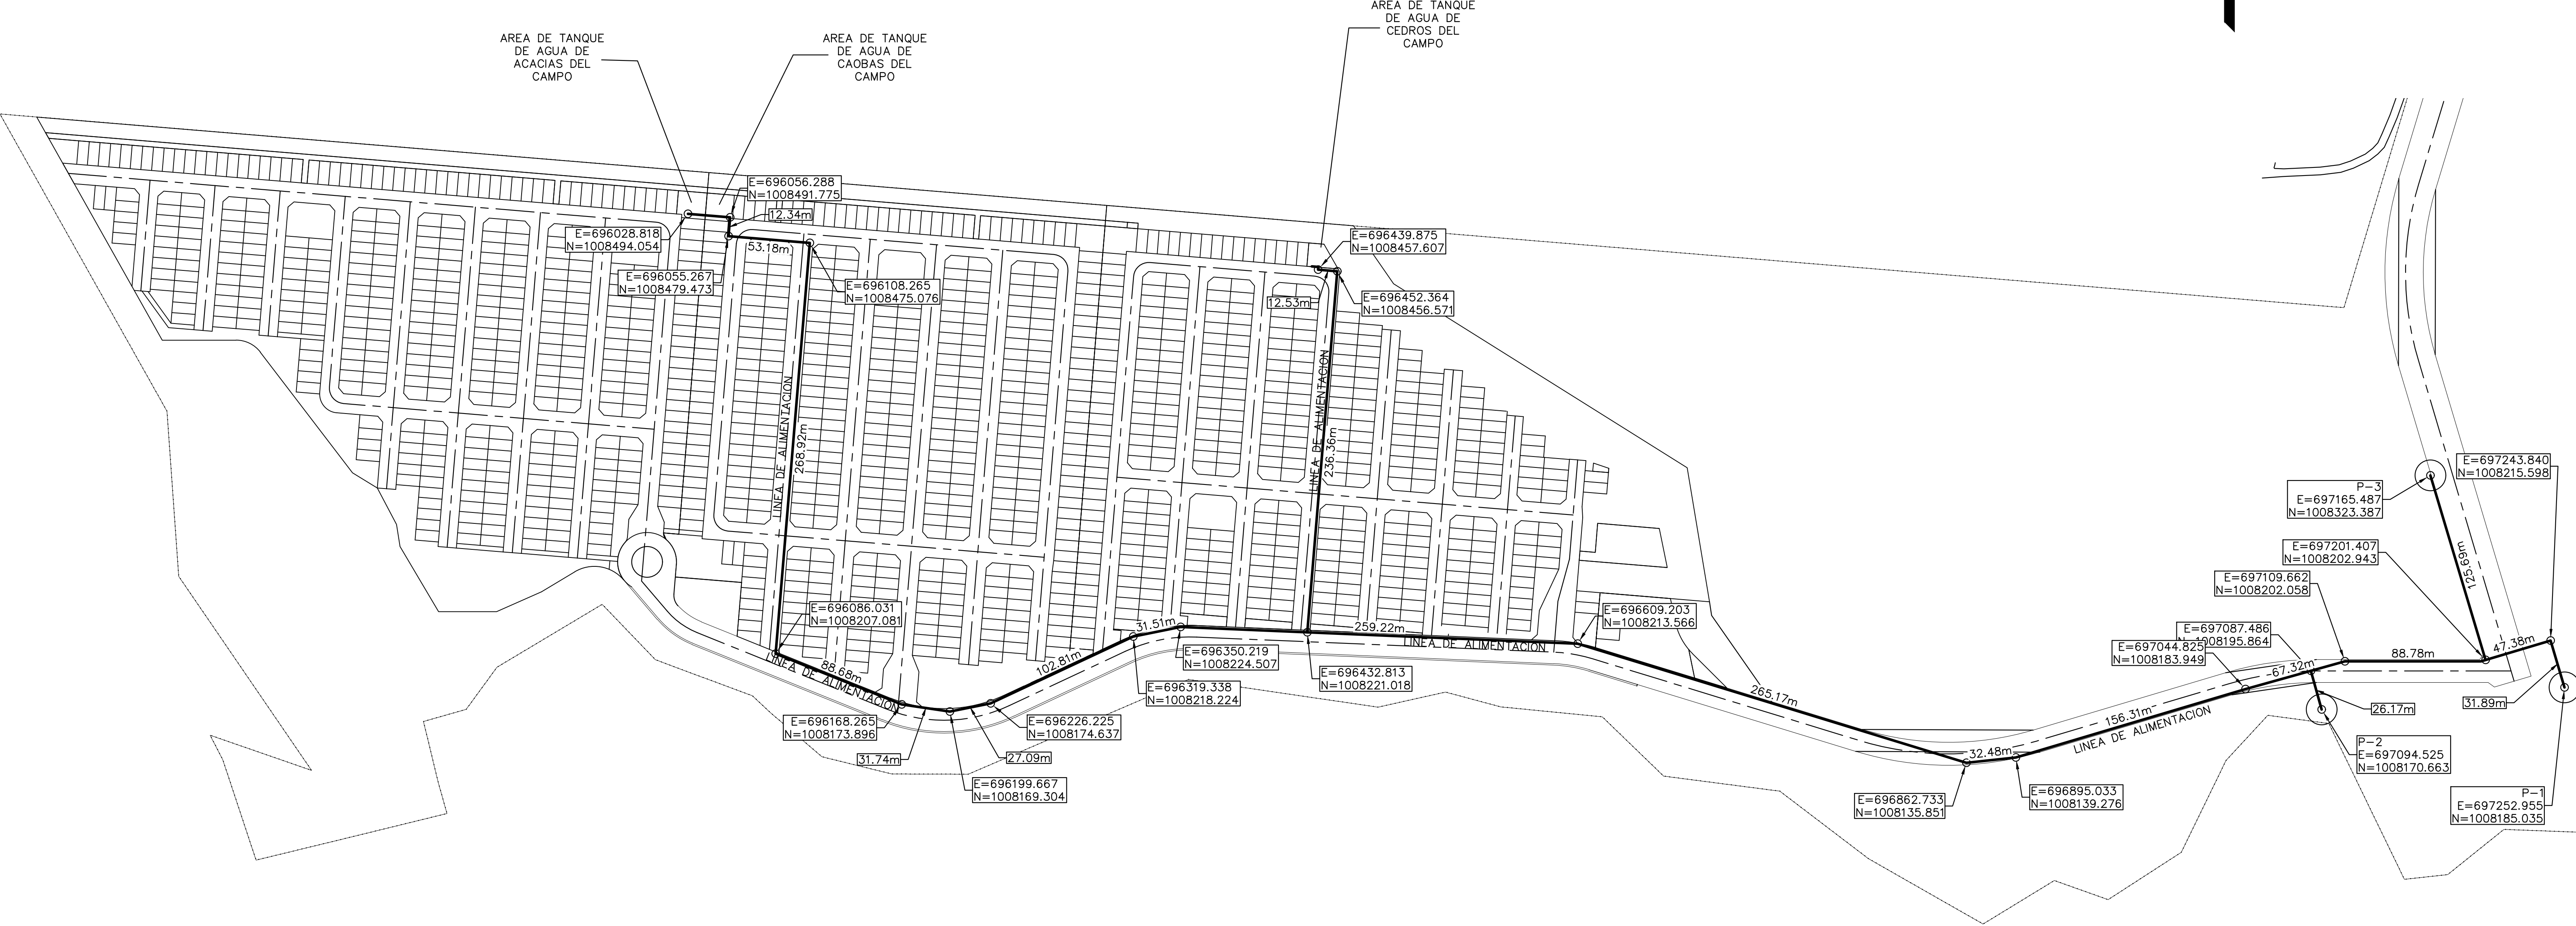 AREA DE TANQUE
DE AGUA DE
ACACIAS DEL
CAMPO
AREA DE TANQUE
DE AGUA DE
CAOBAS DEL
CAMPO
AREA DE TANQUE
DE AGUA DE
CEDROS DEL
CAMPO
E=696056.288
N=1008491.775
12.34m
E=696028.818
N=1008494.054
53.18m
E=696055.267
N=1008479.473
E=696108.265
N=1008475.076
E=696439.875
N=1008457.607
12.53m
E=696452.364
N=1008456.571
LINEA DE ALIMENTACION
268.92m
LINEA DE ALIMENTACION
236.36m
E=697243.840
N=1008215.598
P-3
E=697165.487
N=1008323.387
125.69m
E=697201.407
N=1008202.943
E=697109.662
N=1008202.058
E=696086.031
N=1008207.081
E=696609.203
N=1008213.566
31.51m
259.22m
LINEA DE ALIMENTACION
E=697087.486
N=1008195.864
E=697044.825
N=1008183.949
47.38m
88.78m
67.32m
LINEA DE ALIMENTACION
88.68m
102.81m
E=696350.219
N=1008224.507
E=696432.813
N=1008221.018
E=696319.338
N=1008218.224
265.17m
31.89m
26.17m
156.31m
LINEA DE ALIMENTACION
E=696168.265
N=1008173.896
E=696226.225
N=1008174.637
32.48m
P-2
E=697094.525
N=1008170.663
31.74m
27.09m
E=696199.667
N=1008169.304
E=696862.733
N=1008135.851
E=696895.033
N=1008139.276
P-1
E=697252.955
N=1008185.035